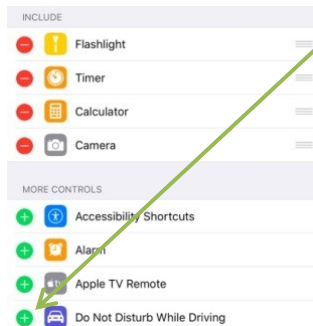 INCLUDE
Flashlight
Timer
Calculator
Camera
MORE CONTROLS
Accessibility Shortcuts
Alarm
Apple TV Remote
Do Not Disturb While Driving